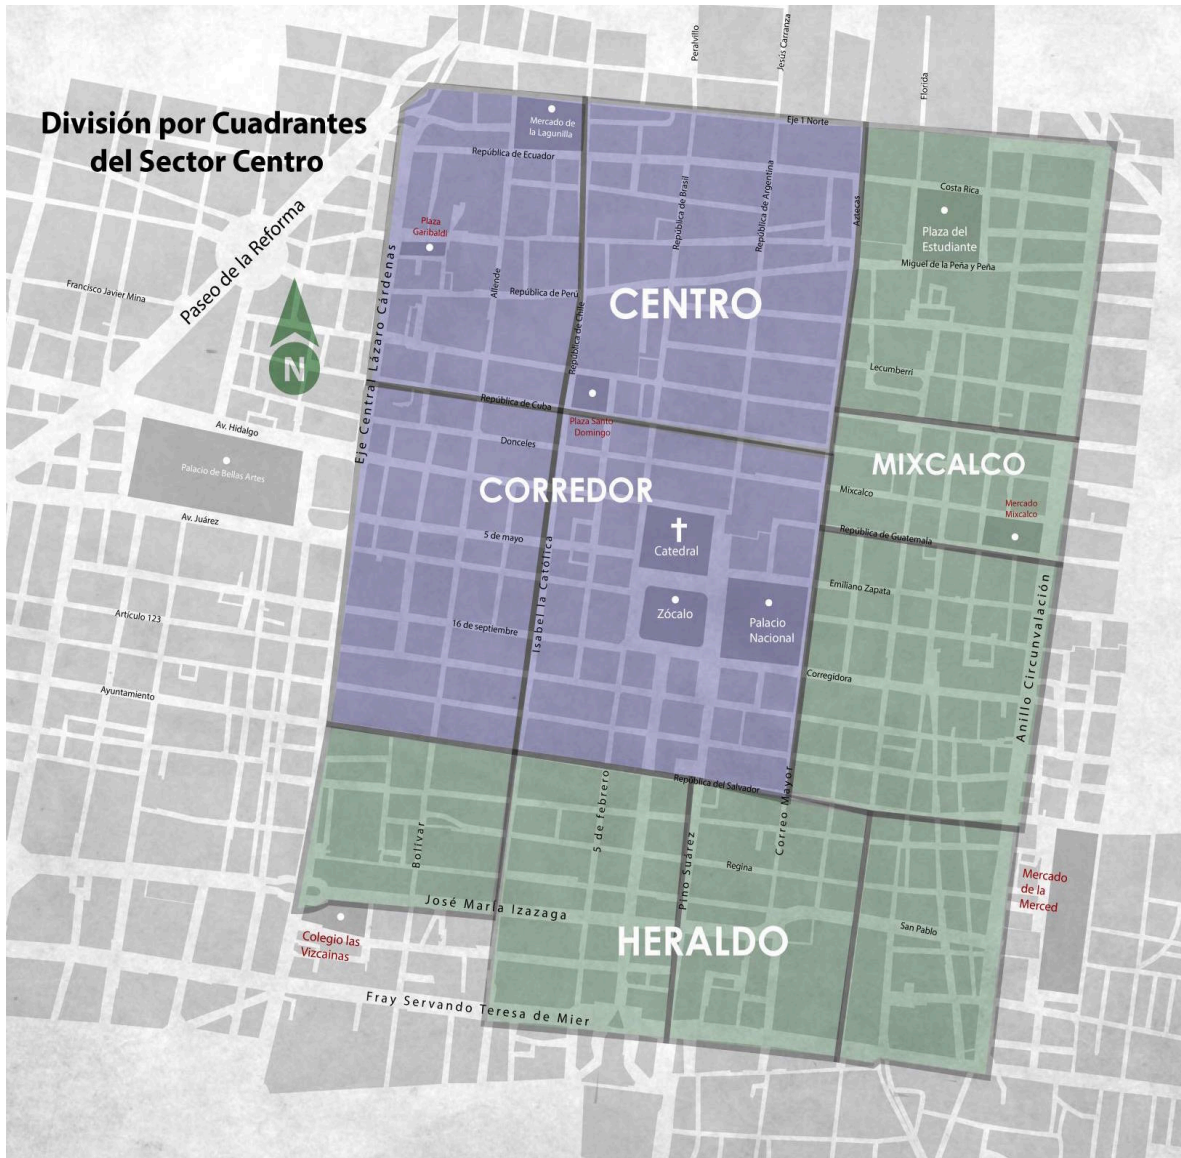 División por Cuadrantes
del Sector Centro
Peralvillo
Jesús Carranza
Florida
Eje 1 Norte
Mercado de
la Lagunilla
República de Ecuador
República de Brasil
República de Argentina
Aztecas
Costa Rica
Plaza del
Estudiante
Miguel de la Peña y Peña
Plaza
Garibaldi
Paseo de la Reforma
Francisco Javier Mina
Eje Central Lázaro Cárdenas
Allende
República de Perú
República de Chile
CENTRO
N
Lecumberri
República de Cuba
Plaza Santo
Domingo
Av. Hidalgo
Donceles
Palacio de Bellas Artes
MIXCALCO
CORREDOR
Mixcalco
Mercado
Mixcalco
Av. Juárez
5 de mayo
Catedral
República de Guatemala
Isabel la Católica
Emiliano Zapata
Zócalo
Palacio
Nacional
Artículo 123
16 de septiembre
Anillo Circunvalación
Corregidora
Ayuntamiento
República del Salvador
5 de febrero
Correo Mayor
Bolívar
Pino Suárez
Regina
Mercado
de la
Merced
José María Izazaga
San Pablo
Colegio las
Vizcaínas
HERALDO
Fray Servando Teresa de Mier